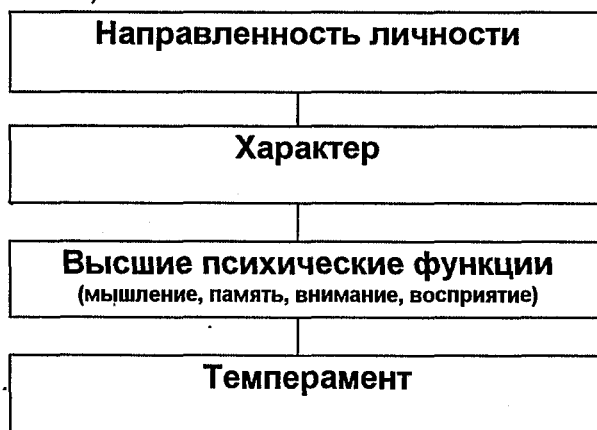 Направленность личности
Характер
Высшие психические функции
(мышление, память, внимание, восприятие)
Темперамент